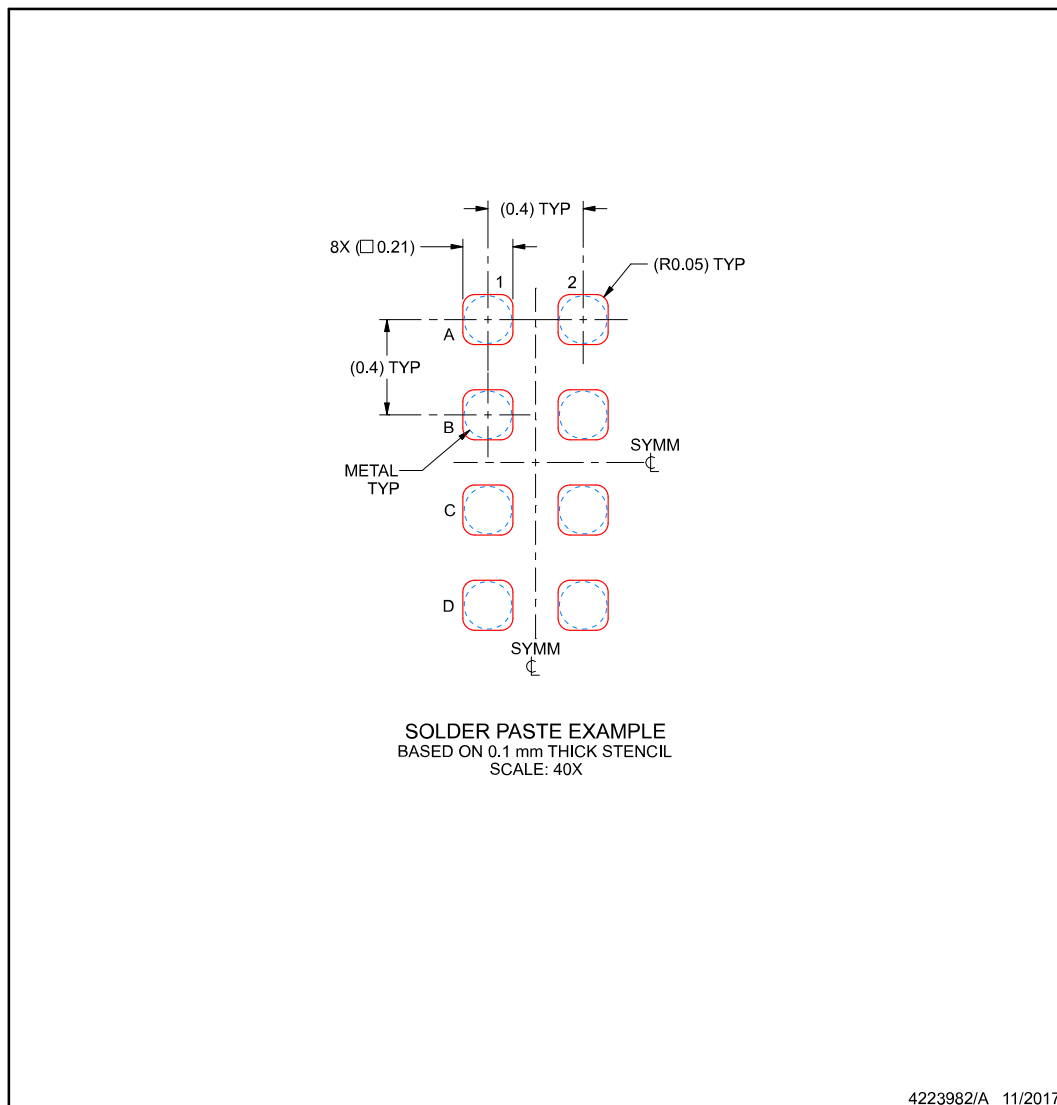 (0.4) TYP
8X (□ 0.21)
(R0.05) TYP
1
2
A
(0.4) TYP
B
METAL
TYP
SYMM
℄
C
D
SYMM
℄
SOLDER PASTE EXAMPLE
BASED ON 0.1 mm THICK STENCIL
SCALE: 40X
4223982/A 11/2017